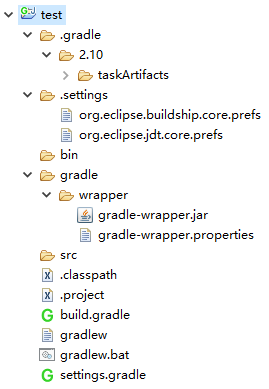 test
.gradle
2.10
taskArtifacts
.settings
org.eclipse.buildship.core.prefs
org.eclipse.jdt.core.prefs
bin
gradle
wrapper
gradle-wrapper.jar
gradle-wrapper.properties
src
.classpath
.project
build.gradle
gradlew
gradlew.bat
settings.gradle